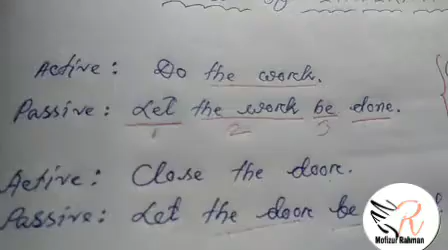 Active: Do the work.
Passive: Let the work be done.
1 2 3
Active: Close the door.
Passive: Let the door be
Mofizur Rahman